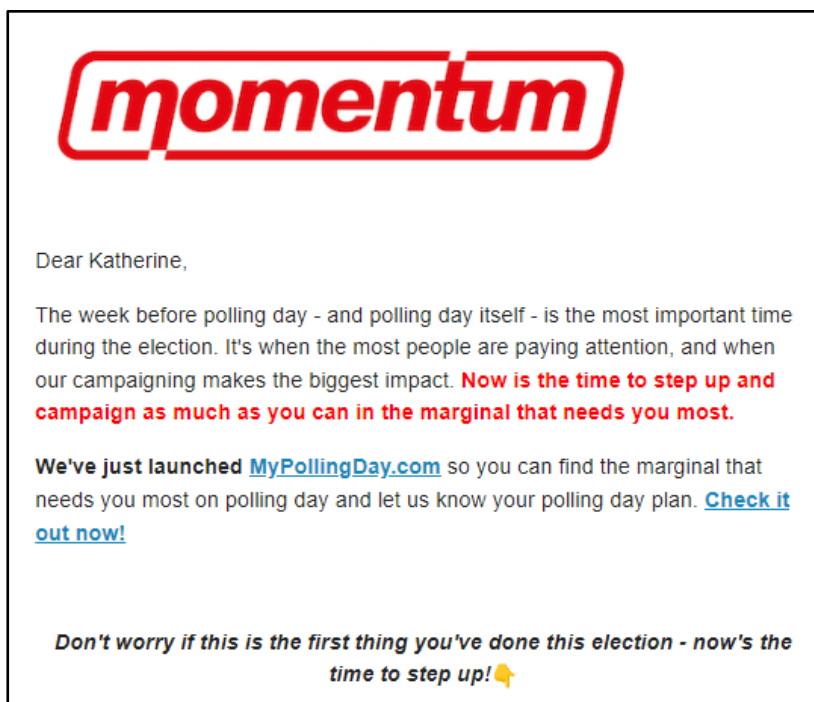 momentum
Dear Katherine,
The week before polling day - and polling day itself - is the most important time
during the election. It's when the most people are paying attention, and when
our campaigning makes the biggest impact. Now is the time to step up and
campaign as much as you can in the marginal that needs you most.
We've just launched MyPollingDay.com so you can find the marginal that
needs you most on polling day and let us know your polling day plan. Check it
out now!
Don't worry if this is the first thing you've done this election - now's the
time to step up!👇